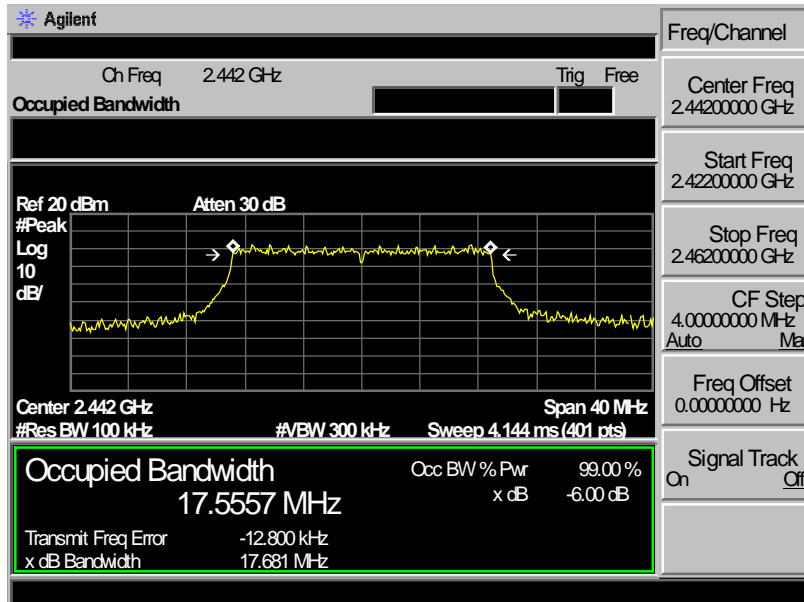 Agilent
Ch Freq 2.442 GHz Trig Free
Occupied Bandwidth
Ref 20 dBm Atten 30 dB
#Peak
Log
10
dB/
Center 2.442 GHz Span 40 MHz
#Res BW 100 kHz #VBW 300 kHz Sweep 4.144 ms (401 pts)
Occupied Bandwidth
17.5557 MHz
Occ BW % Pwr 99.00 %
x dB -6.00 dB
Transmit Freq Error -12.800 kHz
x dB Bandwidth 17.681 MHz
Freq/Channel
Center Freq
2.44200000 GHz
Start Freq
2.42200000 GHz
Stop Freq
2.46200000 GHz
CF Step
4.00000000 MHz
Auto Ma
Freq Offset
0.00000000 Hz
Signal Track
On Off